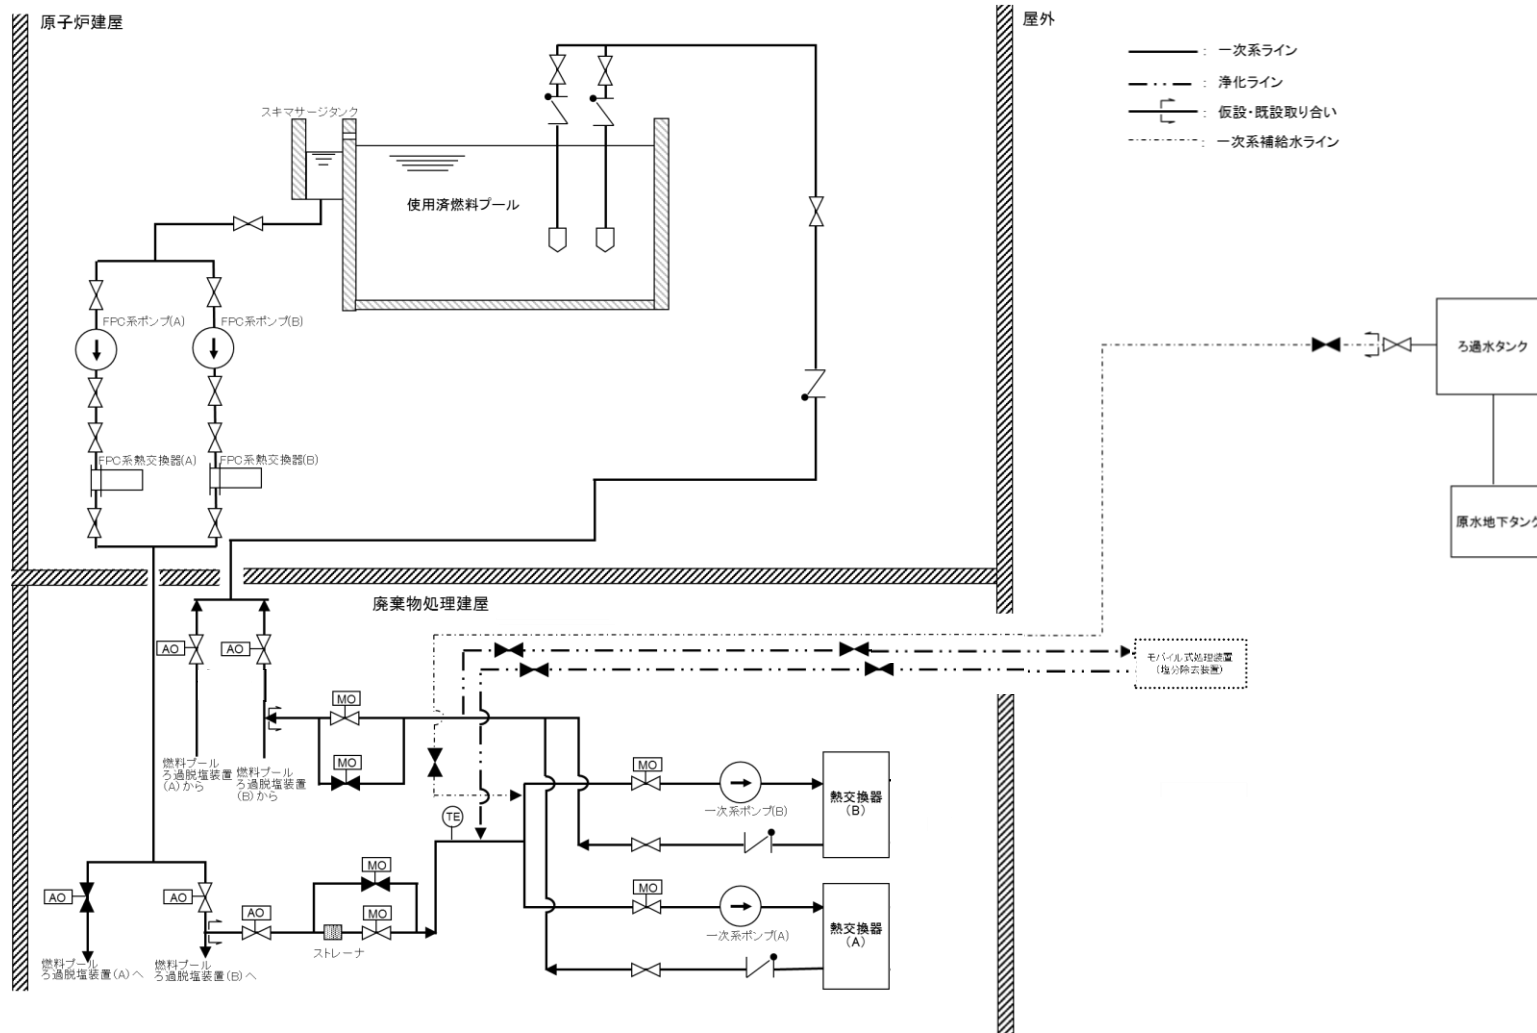 原子炉建屋
屋外
： 一次系ライン
： 浄化ライン
： 仮設・既設取り合い
： 一次系補給水ライン
スキマサージタンク
使用済燃料プール
FPC系ポンプ(A)
FPC系ポンプ(B)
ろ過水タンク
FPC系熱交換器(A)
FPC系熱交換器(B)
原水地下タンク
廃棄物処理建屋
AO
AO
モバイル式処理装置
(塩分除去装置)
MO
MO
燃料プール
ろ過脱塩装置
(A)から
燃料プール
ろ過脱塩装置
(B)から
MO
一次系ポンプ(B)
熱交換器
(B)
TE
MO
AO
AO
AO
MO
MO
一次系ポンプ(A)
熱交換器
(A)
ストレーナ
燃料プール
ろ過脱塩装置(A)へ
燃料プール
ろ過脱塩装置(B)へ